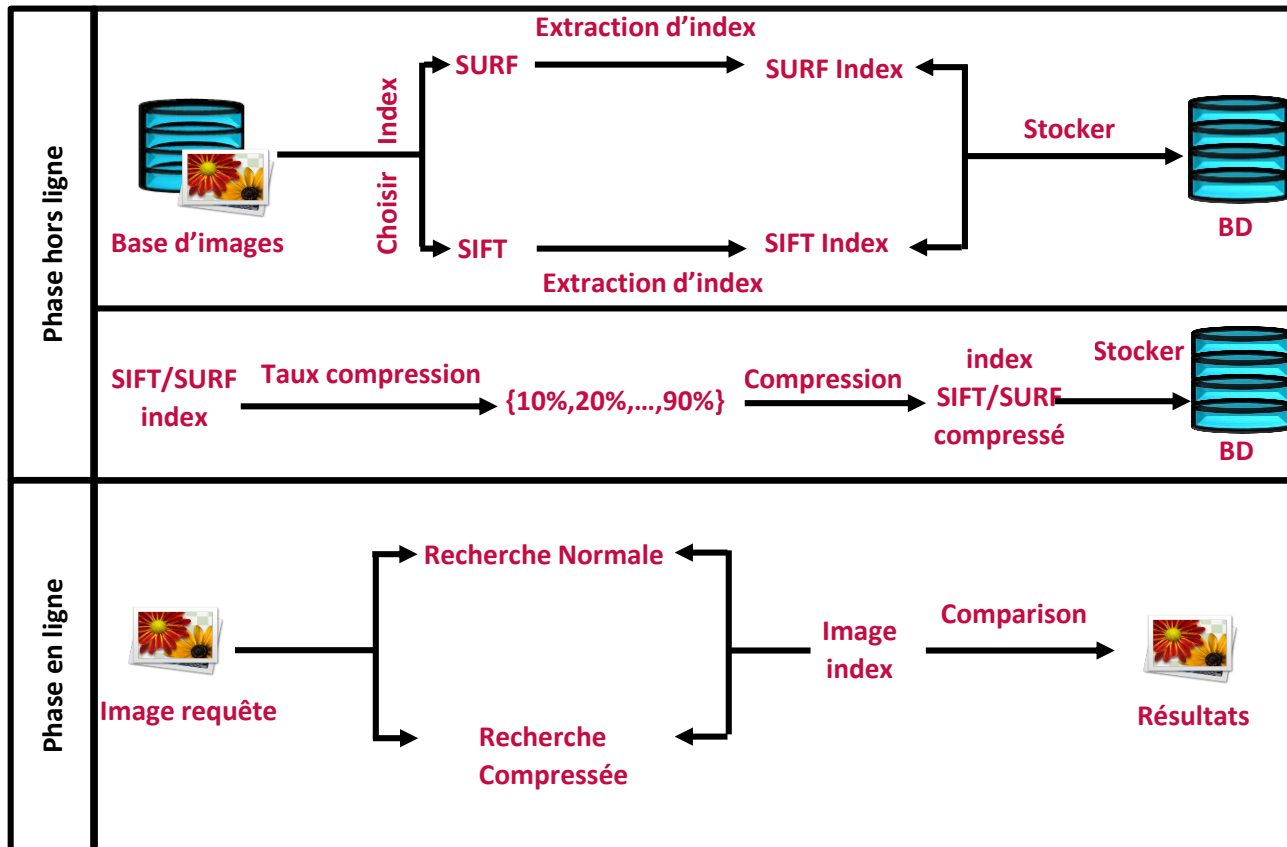 Phase hors ligne
Extraction d’index
SURF
SURF Index
Choisir Index
Stocker
Base d’images
SIFT
SIFT Index
BD
Extraction d’index
SIFT/SURF
index
Taux compression
{10%,20%,...,90%}
Compression
index
SIFT/SURF
compressé
Stocker
BD
Phase en ligne
Recherche Normale
Image requête
Image
index
Comparison
Résultats
Recherche
Compressée